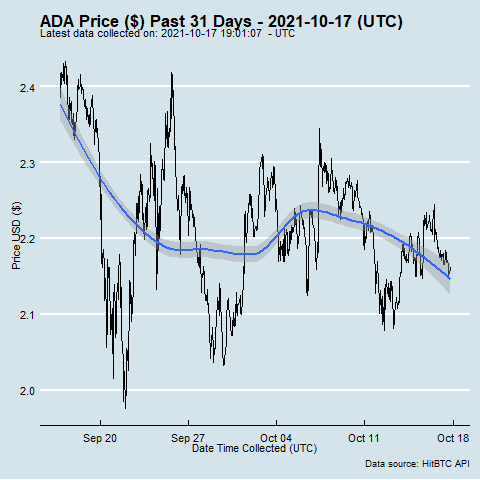 ADA Price ($) Past 31 Days - 2021-10-17 (UTC)
Latest data collected on: 2021-10-17 19:01:07 - UTC
2.4
2.3
2.2
2.1
2.0
Price USD ($)
Sep 20
Sep 27
Oct 04
Oct 11
Oct 18
Date Time Collected (UTC)
Data source: HitBTC API